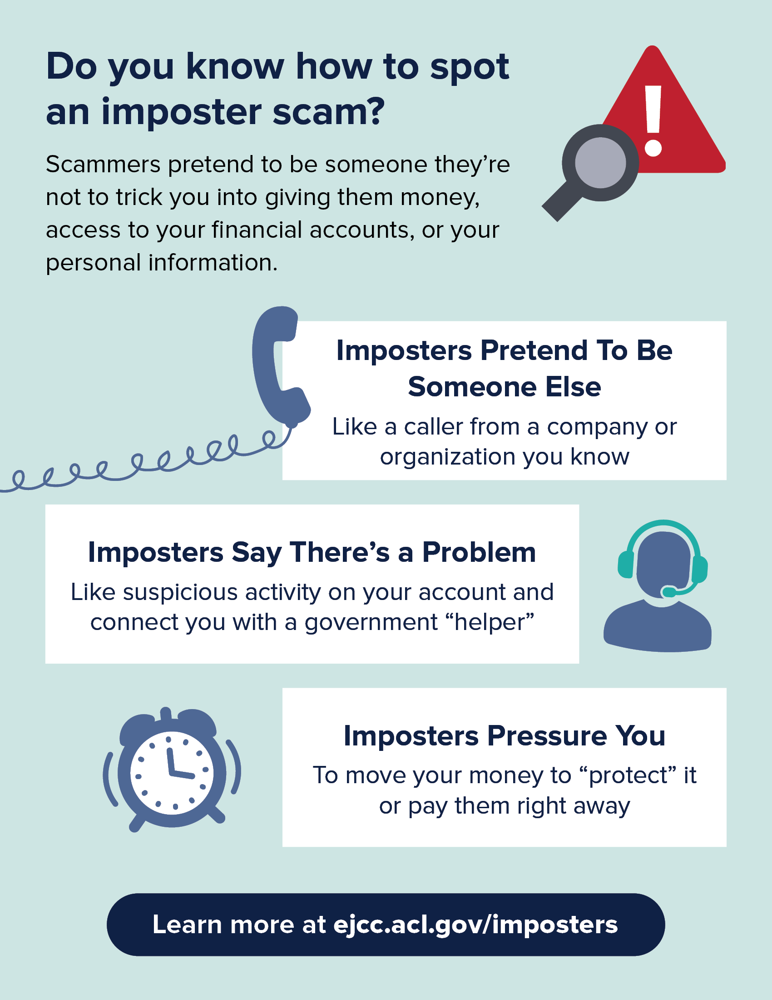 Do you know how to spot
an imposter scam?
Scammers pretend to be someone they’re
not to trick you into giving them money,
access to your financial accounts, or your
personal information.
Imposters Pretend To Be
Someone Else
Like a caller from a company or
organization you know
Imposters Say There’s a Problem
Like suspicious activity on your account and
connect you with a government “helper”
Imposters Pressure You
To move your money to “protect” it
or pay them right away
Learn more at ejcc.acl.gov/imposters